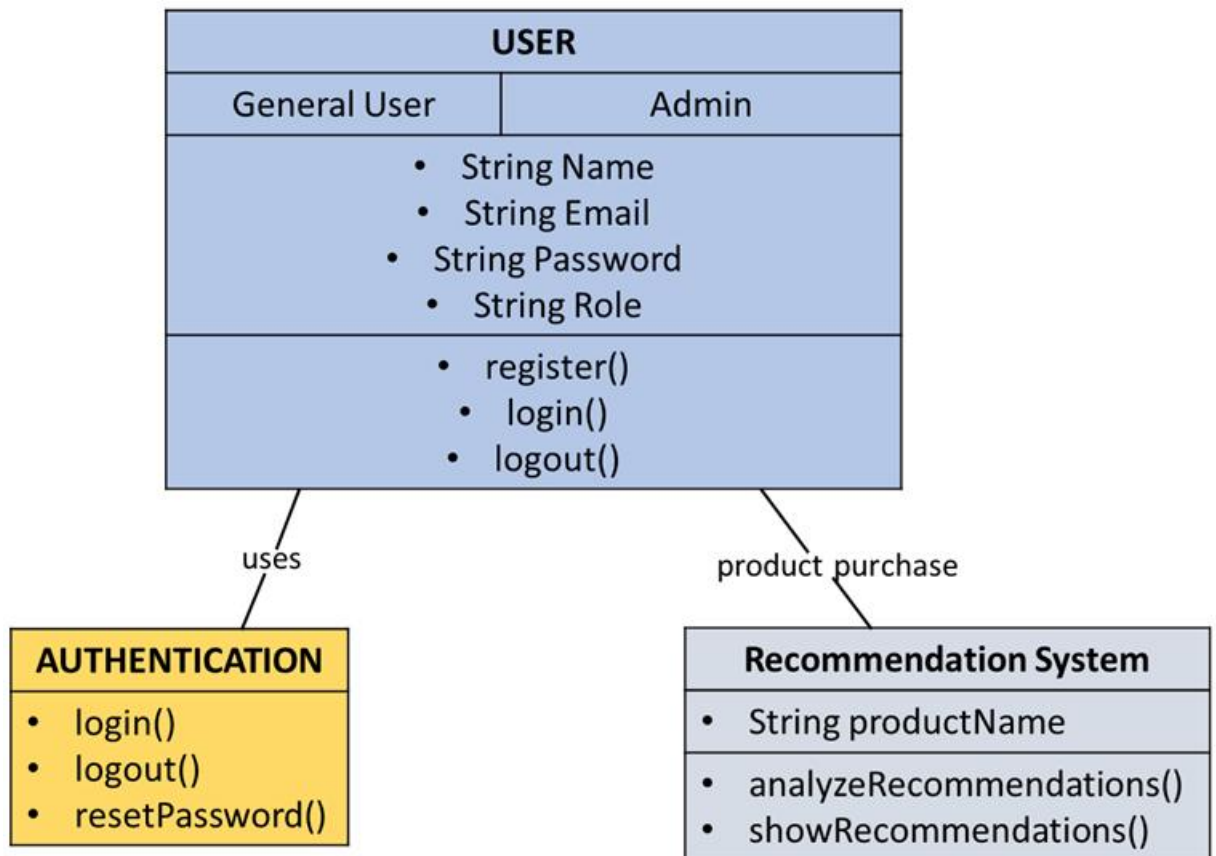 USER
General User Admin
• String Name
• String Email
• String Password
• String Role
• register()
• login()
• logout()
uses
product purchase
AUTHENTICATION
• login()
• logout()
• resetPassword()
Recommendation System
• String productName
• analyzeRecommendations()
• showRecommendations()